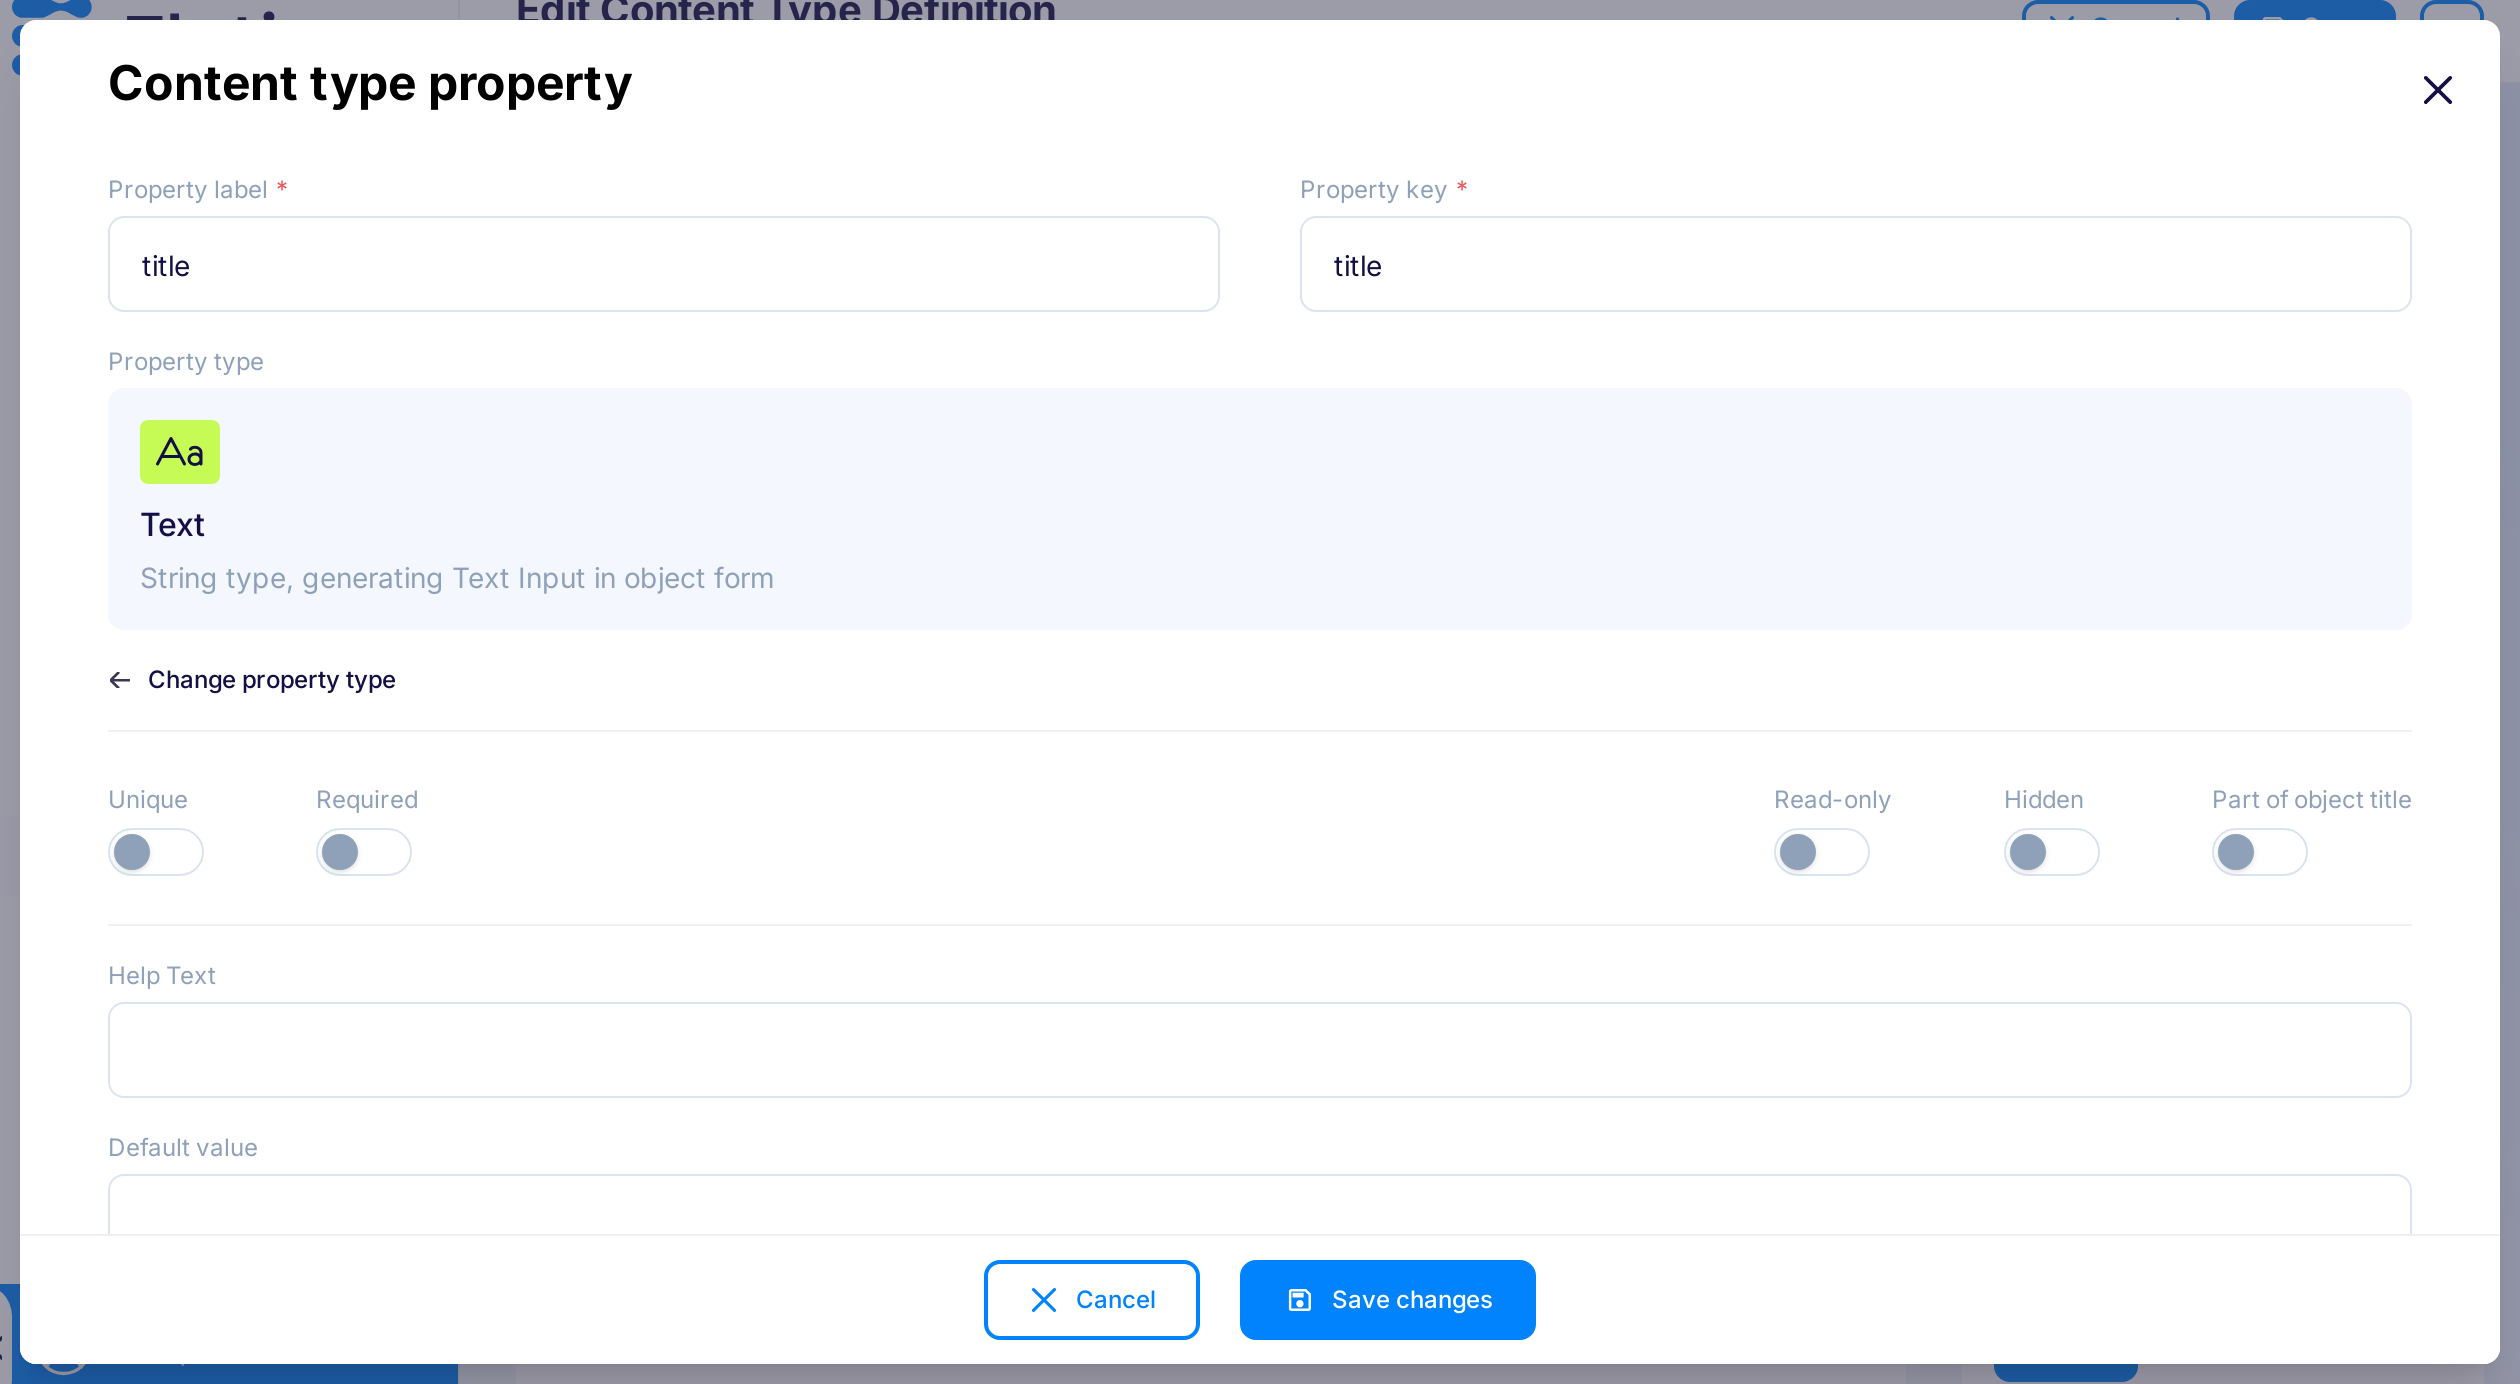 Edit Content Type Definition
Content type property
Property label *
Property key *
title
title
Property type
Aa
Text
String type, generating Text Input in object form
Change property type
Unique
Required
Read-only
Hidden
Part of object title
Help Text
Default value
Cancel
Save changes